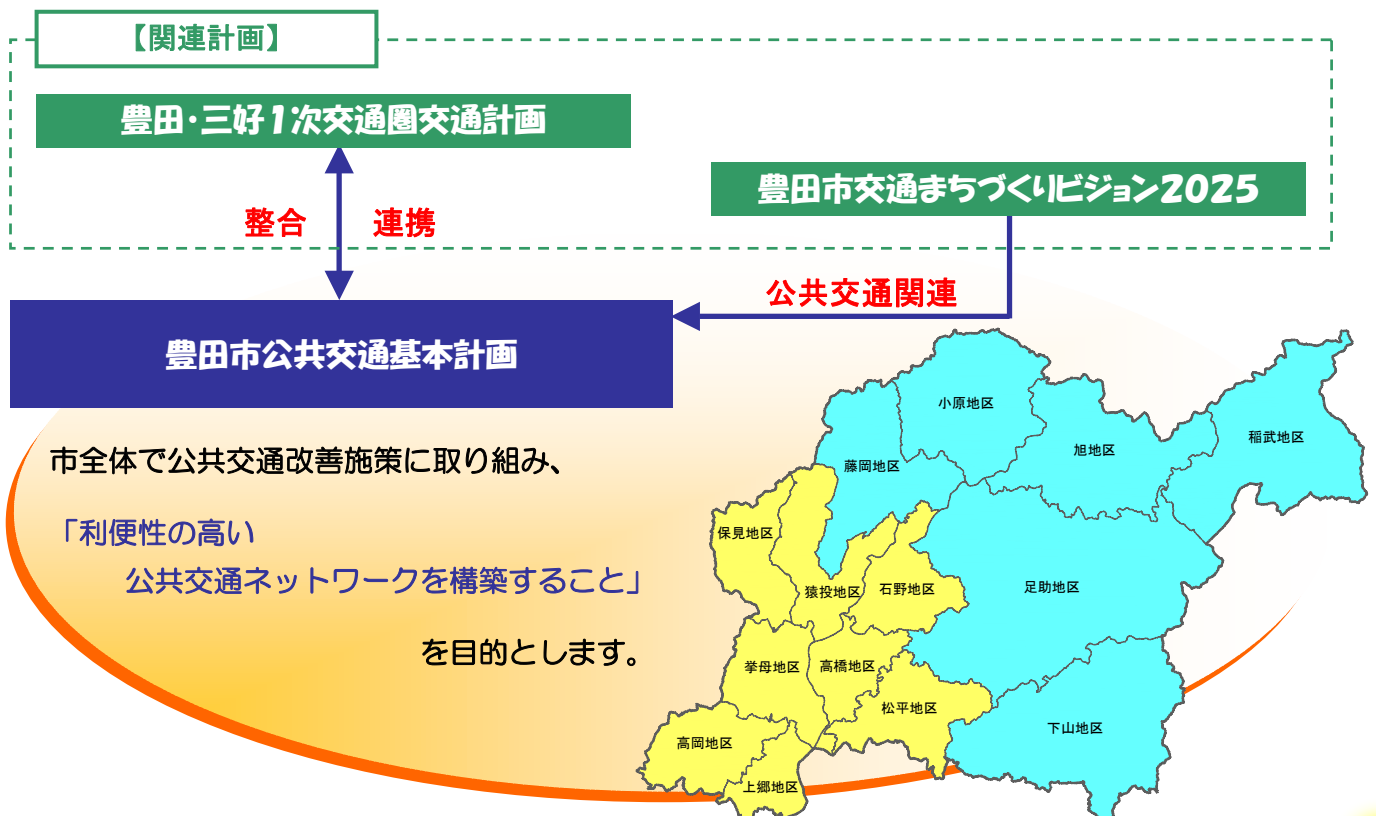 【関連計画】
豊田・三好1次交通圏交通計画
豊田市交通まちづくりビジョン2025
整合 連携
公共交通関連
豊田市公共交通基本計画
市全体で公共交通改善施策に取り組み、
「利便性の高い
公共交通ネットワークを構築すること」
を目的とします。
小原地区
稲武地区
旭地区
藤岡地区
保見地区
足助地区
石野地区
猿投地区
高橋地区
挙母地区
松平地区
下山地区
高岡地区
上郷地区